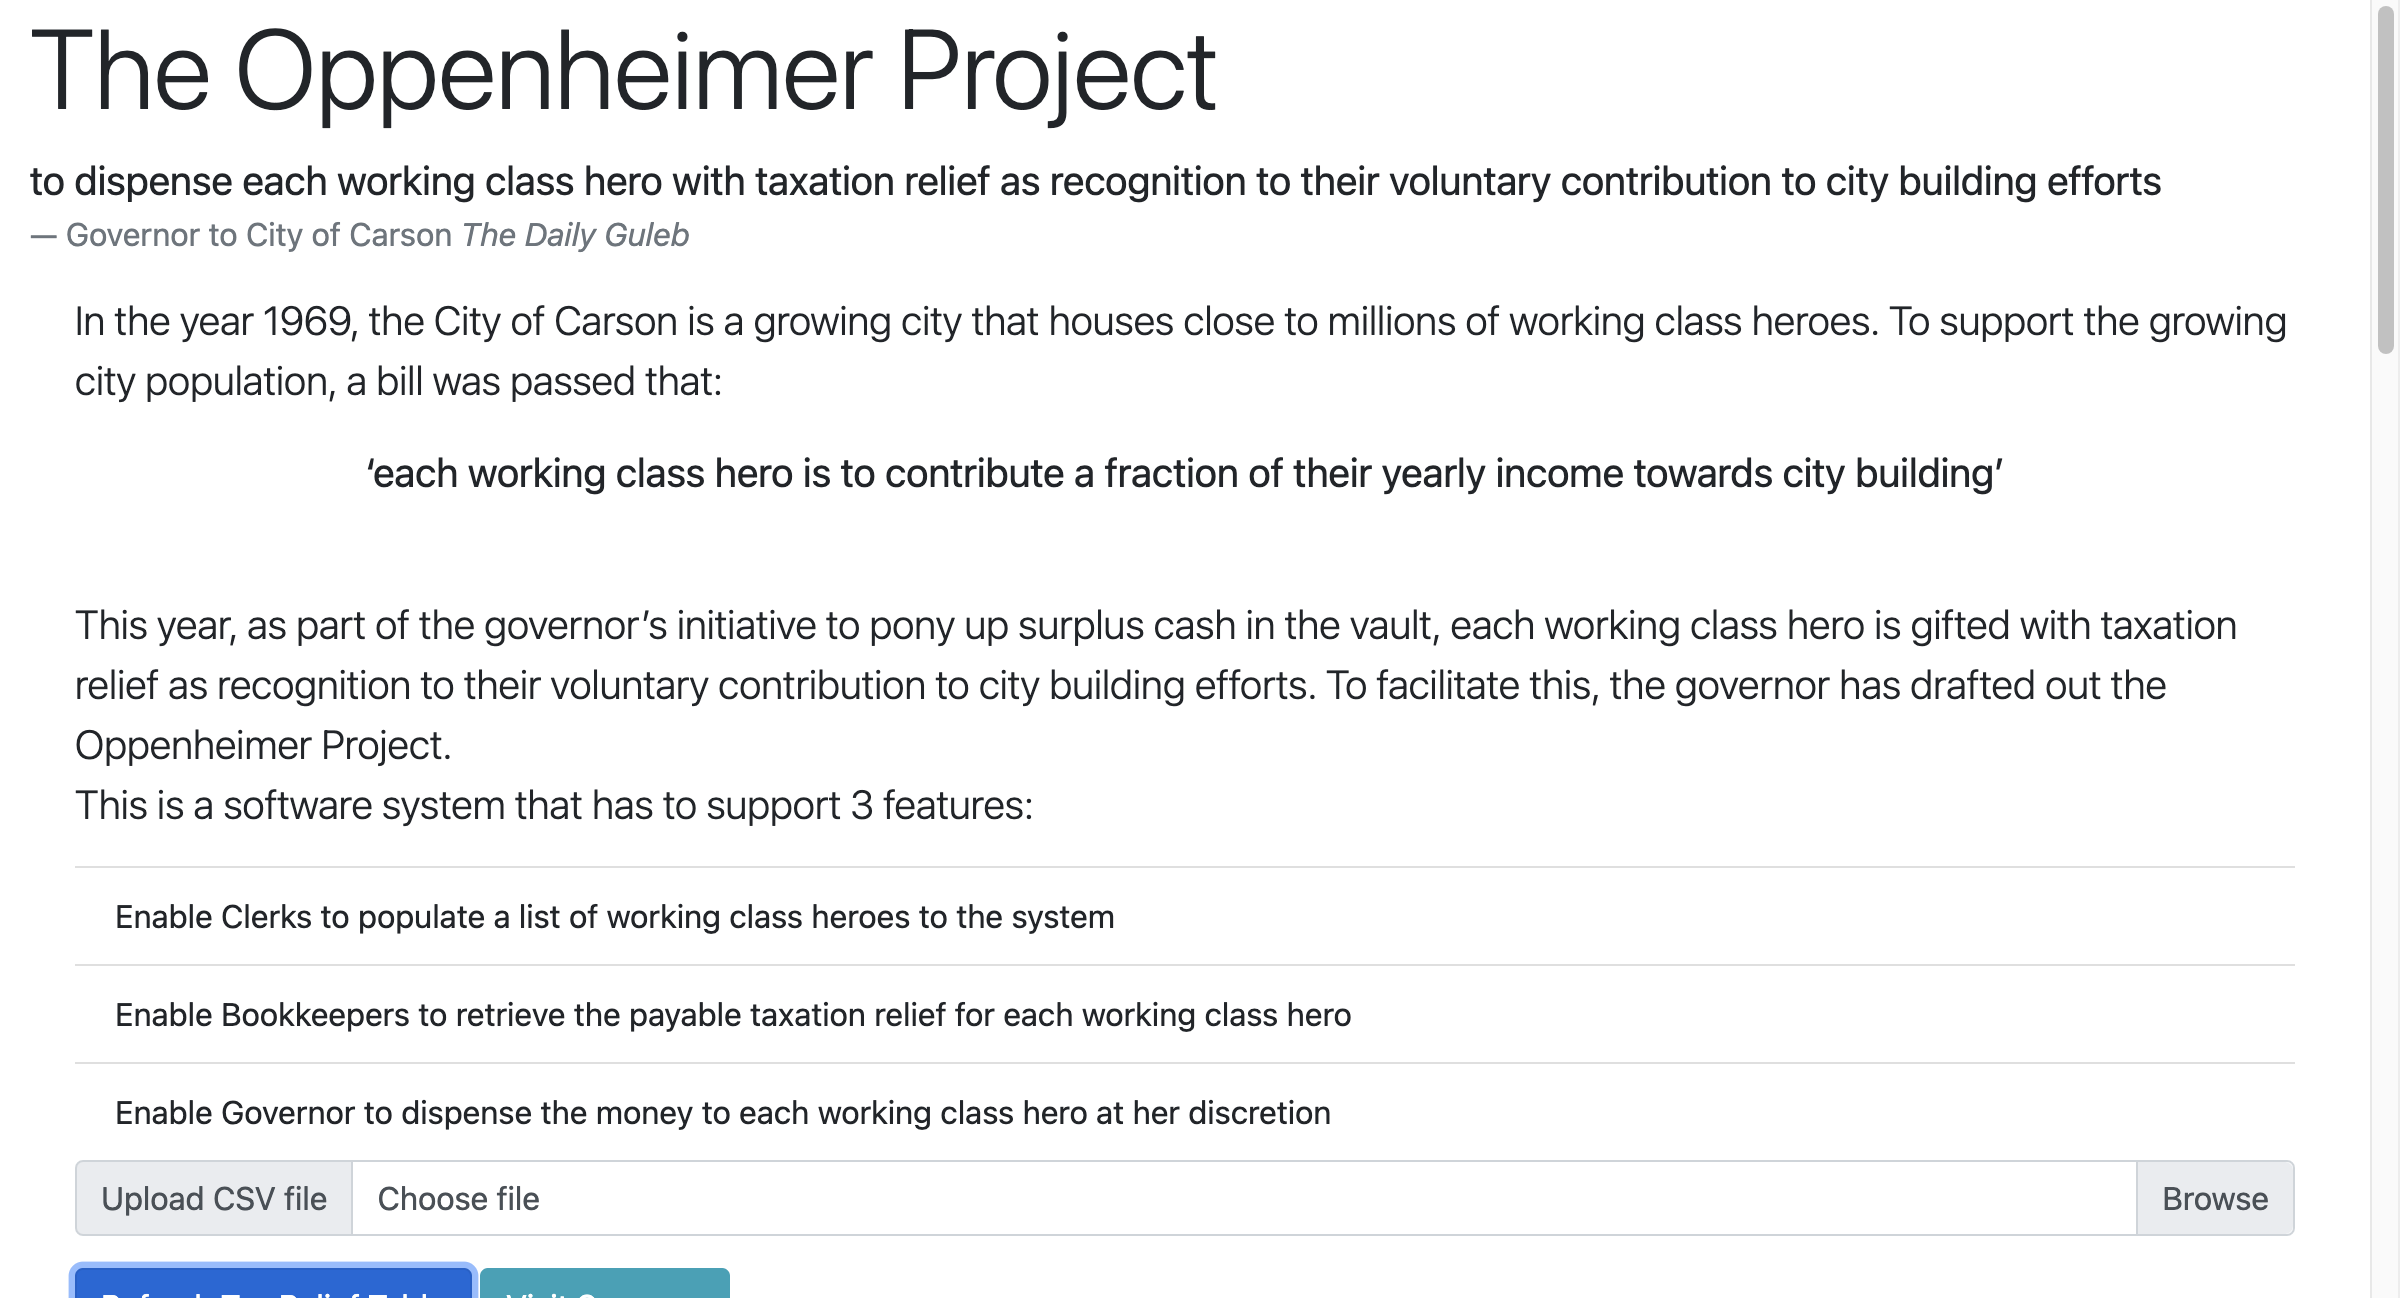 The Oppenheimer Project
to dispense each working class hero with taxation relief as recognition to their voluntary contribution to city building efforts
— Governor to City of Carson The Daily Guleb
In the year 1969, the City of Carson is a growing city that houses close to millions of working class heroes. To support the growing
city population, a bill was passed that:
‘each working class hero is to contribute a fraction of their yearly income towards city building’
This year, as part of the governor’s initiative to pony up surplus cash in the vault, each working class hero is gifted with taxation
relief as recognition to their voluntary contribution to city building efforts. To facilitate this, the governor has drafted out the
Oppenheimer Project.
This is a software system that has to support 3 features:
Enable Clerks to populate a list of working class heroes to the system
Enable Bookkeepers to retrieve the payable taxation relief for each working class hero
Enable Governor to dispense the money to each working class hero at her discretion
Upload CSV file Choose file Browse